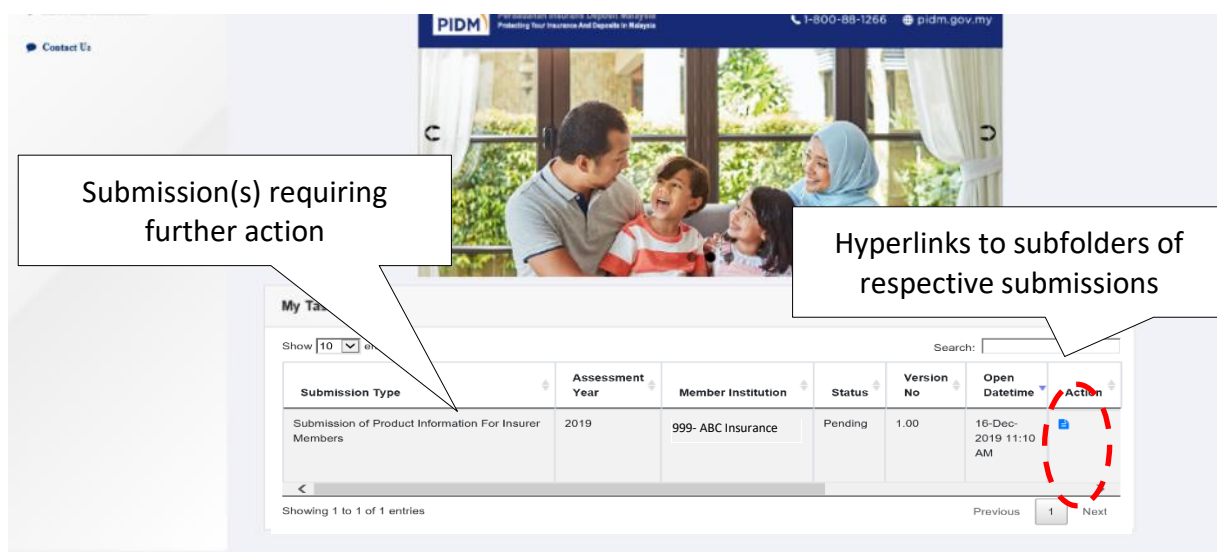 PIDM
Perbadanan Insurans Deposit Malaysia
Protecting Your Insurance And Deposits In Malaysia
1-800-88-1266 pidm.gov.my
Contact Us
Submission(s) requiring
further action
Hyperlinks to subfolders of
respective submissions
My
Show 10
Search:
Submission Type Assessment Year Member Institution Status Version No Open Datetime Action
Submission of Product Information For Insurer Members 2019 999- ABC Insurance Pending 1.00 16-Dec-2019 11:10 AM
Showing 1 to 1 of 1 entries Previous 1 Next